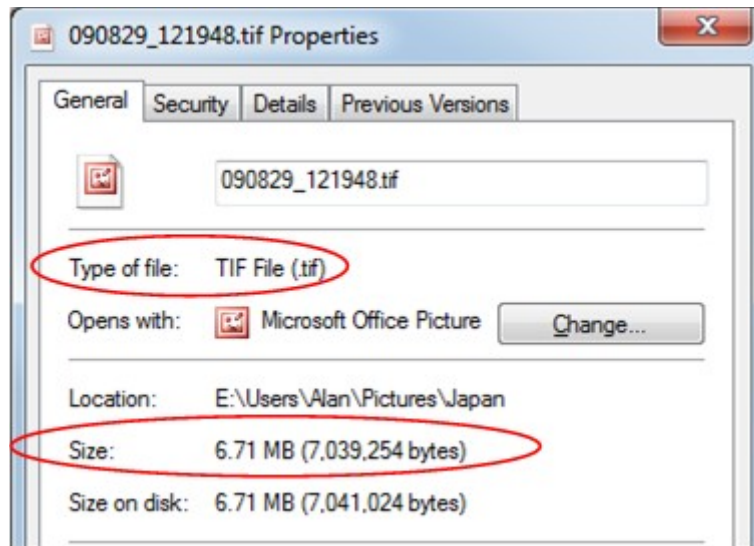 090829_121948.tif Properties
General Security Details Previous Versions
090829_121948.tif
Type of file: TIF File (.tif)
Opens with: Microsoft Office Picture Change...
Location: E:\Users\Alan\Pictures\Japan
Size: 6.71 MB (7,039,254 bytes)
Size on disk: 6.71 MB (7,041,024 bytes)